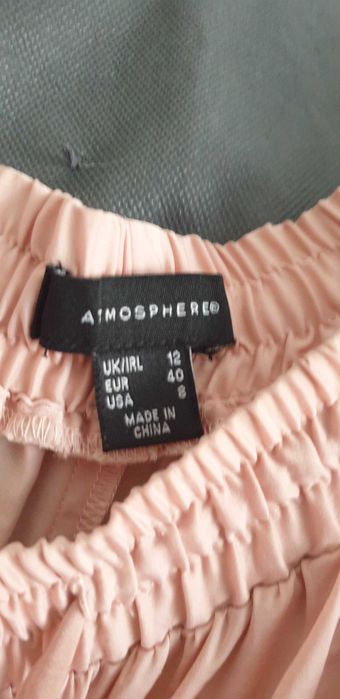 ATMOSPHERE®
UK/IRL 12
EUR 40
USA 8
MADE IN
CHINA